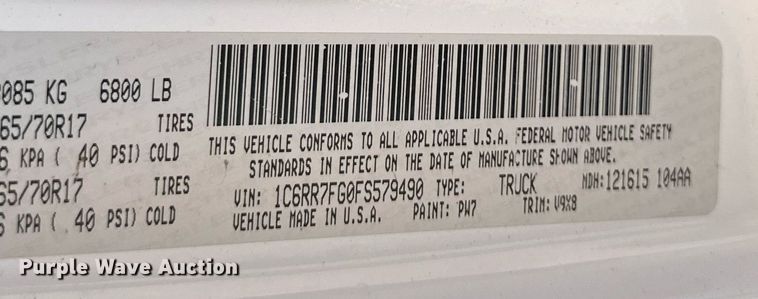 085 KG 6800 LB
65/70R17 TIRES
6 KPA ( 40 PSI) COLD
65/70R17 TIRES
6 KPA ( 40 PSI) COLD
THIS VEHICLE CONFORMS TO ALL APPLICABLE U.S.A. FEDERAL MOTOR VEHICLE SAFETY
STANDARDS IN EFFECT ON THE DATE OF MANUFACTURE SHOWN ABOVE.
VIN: 1C6RR7FG0FS579490 TYPE: TRUCK MDH:121615 104AA
VEHICLE MADE IN U.S.A. PAINT: PW7 TRIM: V9X8
Purple Wave Auction